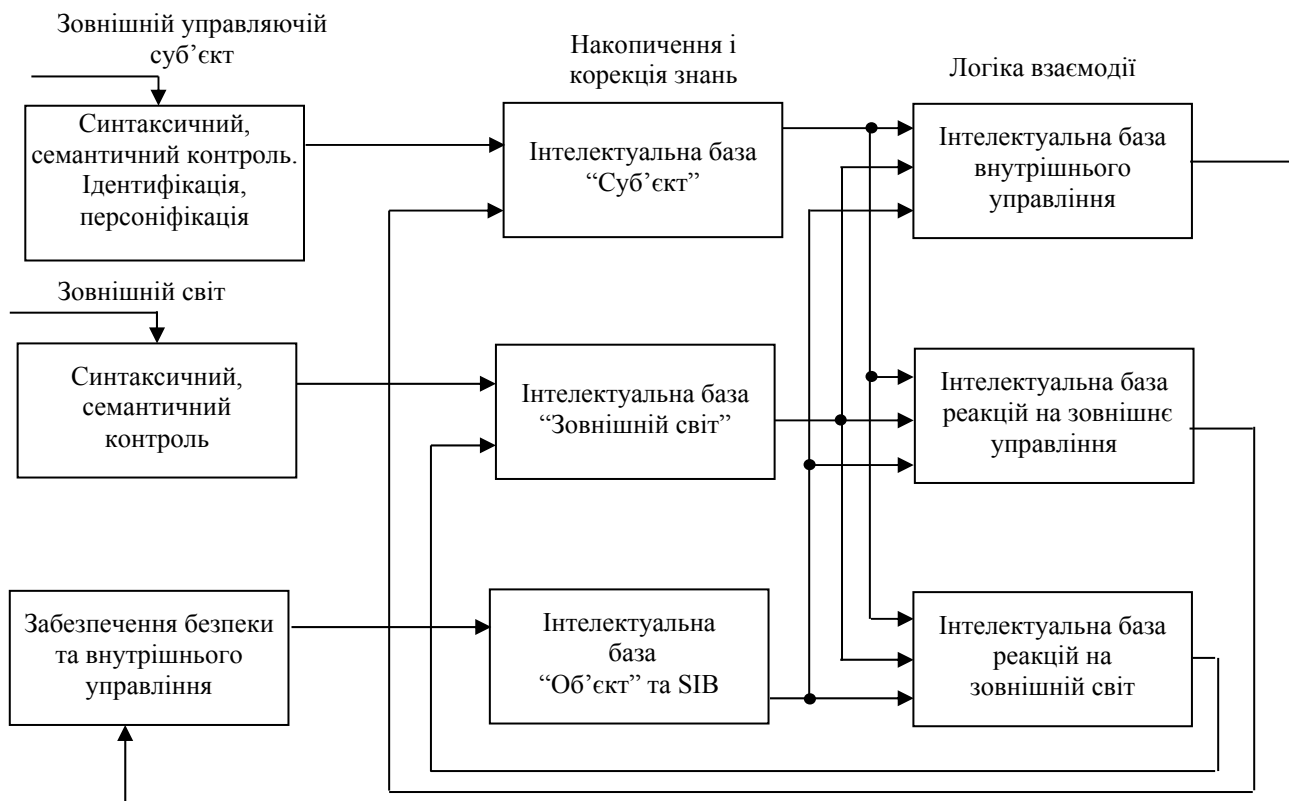 Зовнішній управляючій
суб’єкт
Накопичення і
корекція знань
Логіка взаємодії
Синтаксичний,
семантичний контроль.
Ідентифікація,
персоніфікація
Інтелектуальна база
“Суб’єкт”
Інтелектуальна база
внутрішнього
управління
Зовнішній світ
Синтаксичний,
семантичний
контроль
Інтелектуальна база
“Зовнішній світ”
Інтелектуальна база
реакцій на зовнішнє
управління
Забезпечення безпеки
та внутрішнього
управління
Інтелектуальна
база
“Об’єкт” та SIB
Інтелектуальна база
реакцій на
зовнішній світ